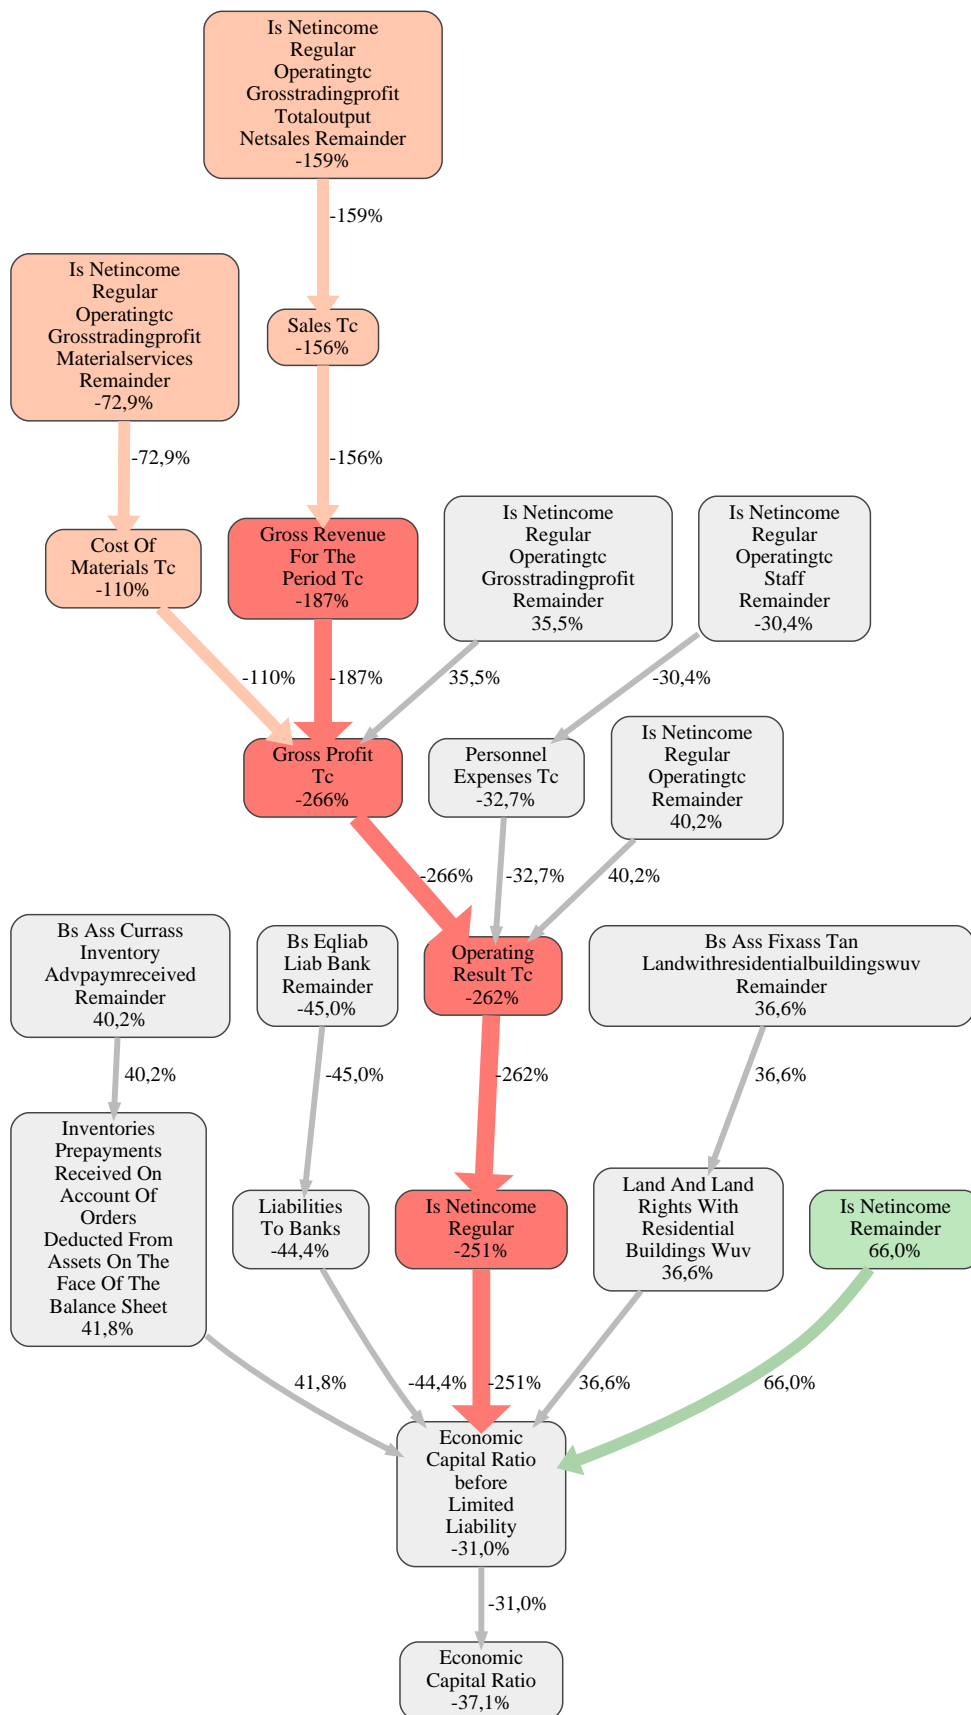 Is Netincome
Regular
Operatingtc
Grosstradingprofit
Totaloutput
Netsales Remainder
-159%
-159%
Is Netincome
Regular
Operatingtc
Grosstradingprofit
Materialservices
Remainder
-72,9%
Sales Tc
-156%
-72,9%
-156%
Cost Of
Materials Tc
-110%
Gross Revenue
For The
Period Tc
-187%
Is Netincome
Regular
Operatingtc
Grosstradingprofit
Remainder
35,5%
Is Netincome
Regular
Operatingtc
Staff
Remainder
-30,4%
-110%
-187%
35,5%
-30,4%
Gross Profit
Tc
-266%
Personnel
Expenses Tc
-32,7%
Is Netincome
Regular
Operatingtc
Remainder
40,2%
-266%
-32,7%
40,2%
Bs Ass Currass
Inventory
Advpaymreceived
Remainder
40,2%
Bs Eqliab
Liab Bank
Remainder
-45,0%
Operating
Result Tc
-262%
Bs Ass Fixass Tan
Landwithresidentialbuildingswuv
Remainder
36,6%
40,2%
-45,0%
-262%
36,6%
Inventories
Prepayments
Received On
Account Of
Orders
Deducted From
Assets On The
Face Of The
Balance Sheet
41,8%
Liabilities
To Banks
-44,4%
Is Netincome
Regular
-251%
Land And Land
Rights With
Residential
Buildings Wuv
36,6%
Is Netincome
Remainder
66,0%
41,8%
-44,4%
-251%
36,6%
66,0%
Economic
Capital Ratio
before
Limited
Liability
-31,0%
-31,0%
Economic
Capital Ratio
-37,1%